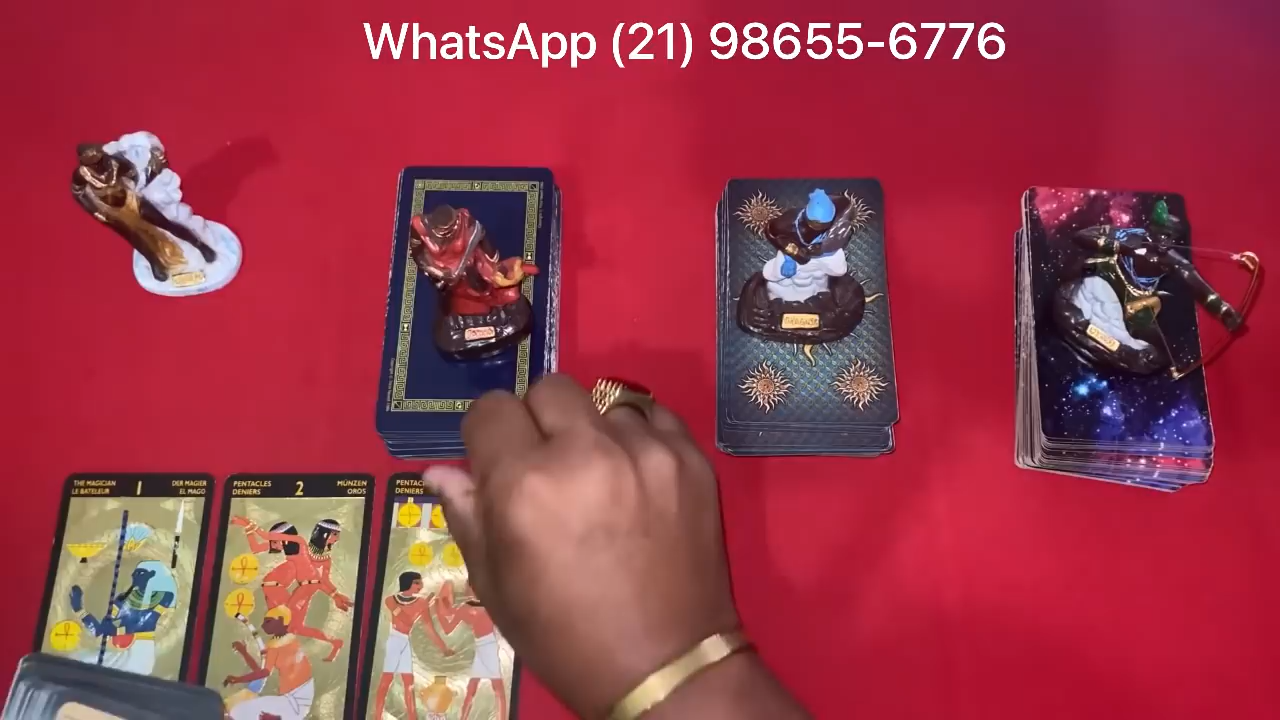 WhatsApp (21) 98655-6776
THE MAGICIAN
LE BATELEUR
1
DER MAGIER
EL MAGO
PENTACLES
DENIERS
2
MÜNZEN
OROS
DENIERS